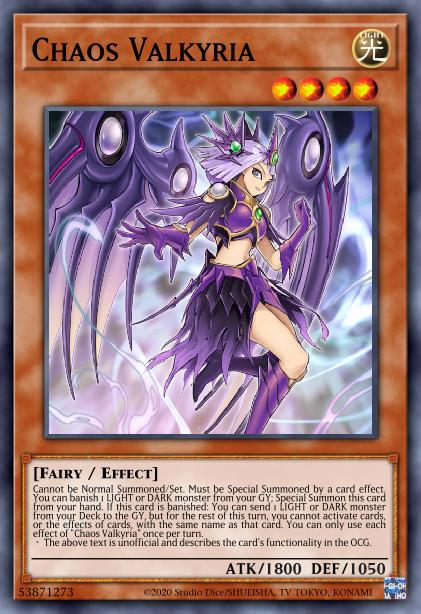 Chaos Valkyria
LIGHT
光
[Fairy / Effect]
Cannot be Normal Summoned/Set. Must be Special Summoned by a card effect.
You can banish 1 LIGHT or DARK monster from your GY; Special Summon this card
from your hand. If this card is banished: You can send 1 LIGHT or DARK monster
from your Deck to the GY, but for the rest of this turn, you cannot activate cards,
or the effects of cards, with the same name as that card. You can only use each
effect of "Chaos Valkyria" once per turn.
· The above text is unofficial and describes the card's functionality in the OCG.
ATK/1800 DEF/1050
53871273 ©2020 Studio Dice/SHUEISHA, TV TOKYO, KONAMI